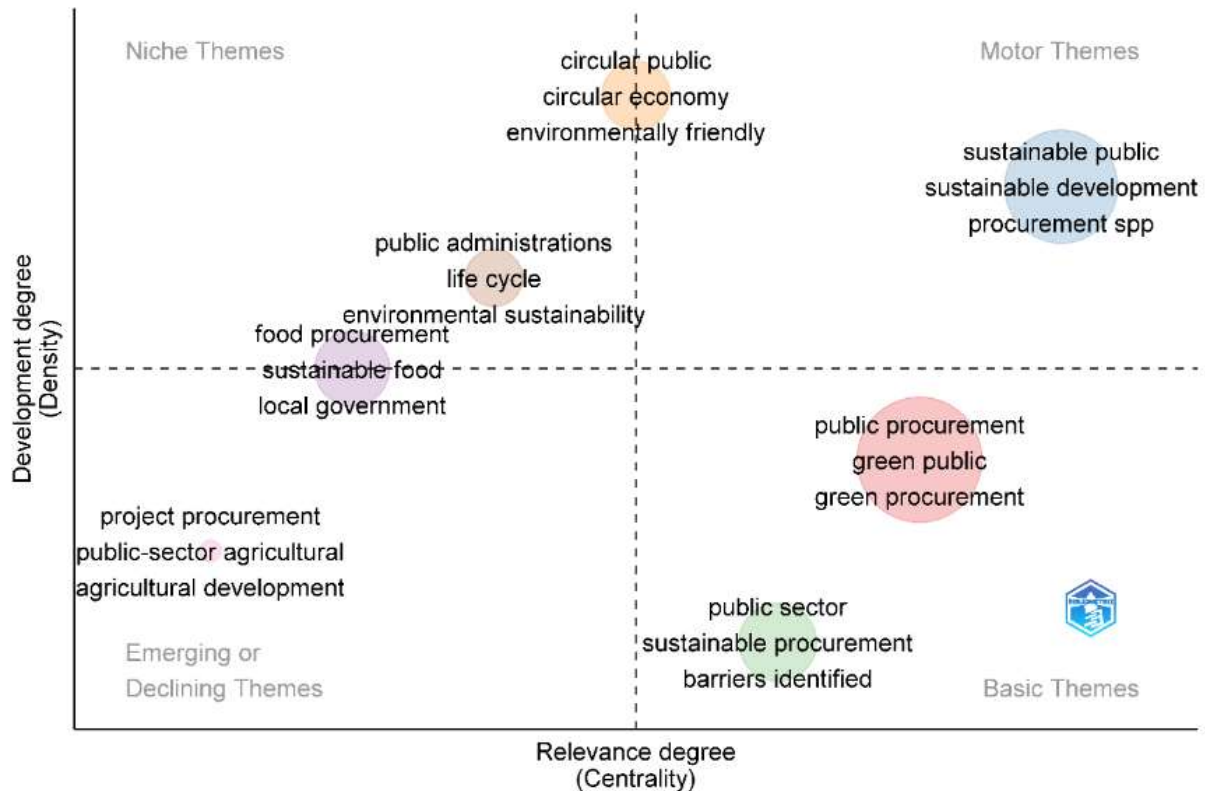 Niche Themes
Motor Themes
circular public
circular economy
environmentally friendly
sustainable public
sustainable development
procurement spp
public administrations
life cycle
environmental sustainability
food procurement
sustainable food
local government
public procurement
green public
green procurement
project procurement
public-sector agricultural
agricultural development
public sector
sustainable procurement
barriers identified
Emerging or
Declining Themes
Basic Themes
Development degree
(Density)
Relevance degree
(Centrality)